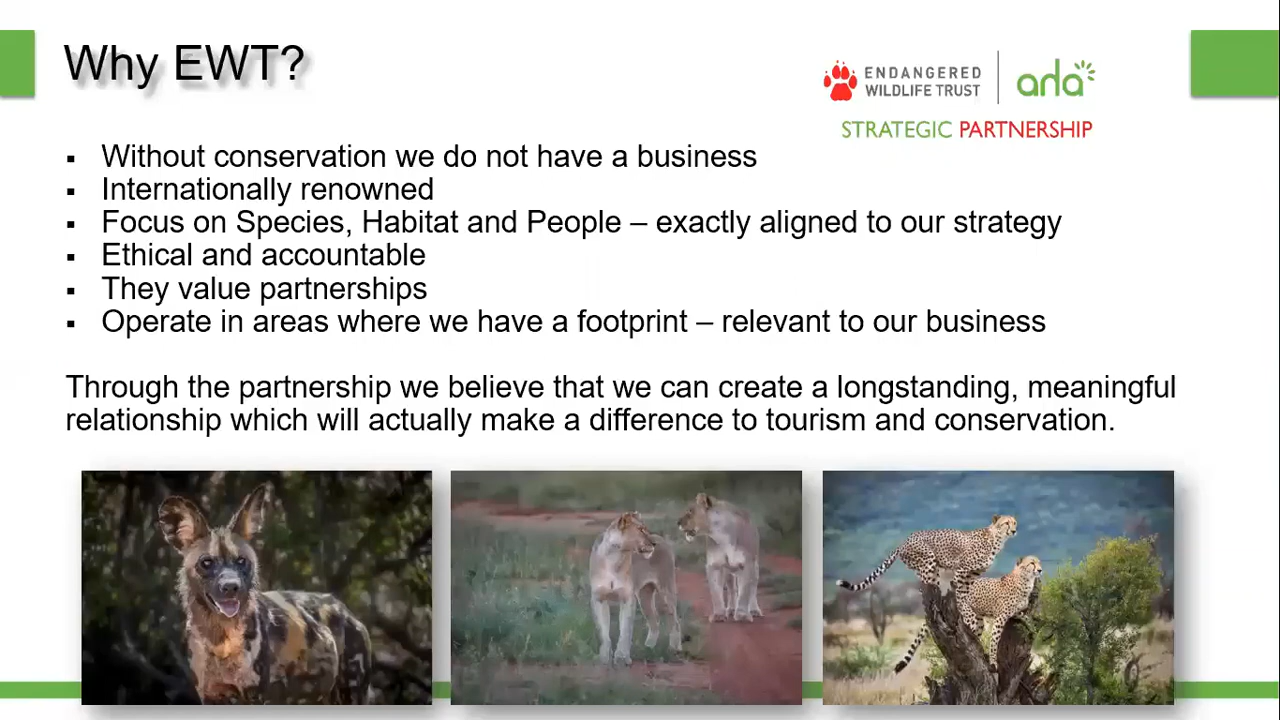 Why EWT?
ENDANGERED
WILDLIFE TRUST
arla
STRATEGIC PARTNERSHIP
▪ Without conservation we do not have a business
▪ Internationally renowned
▪ Focus on Species, Habitat and People – exactly aligned to our strategy
▪ Ethical and accountable
▪ They value partnerships
▪ Operate in areas where we have a footprint – relevant to our business
Through the partnership we believe that we can create a longstanding, meaningful
relationship which will actually make a difference to tourism and conservation.